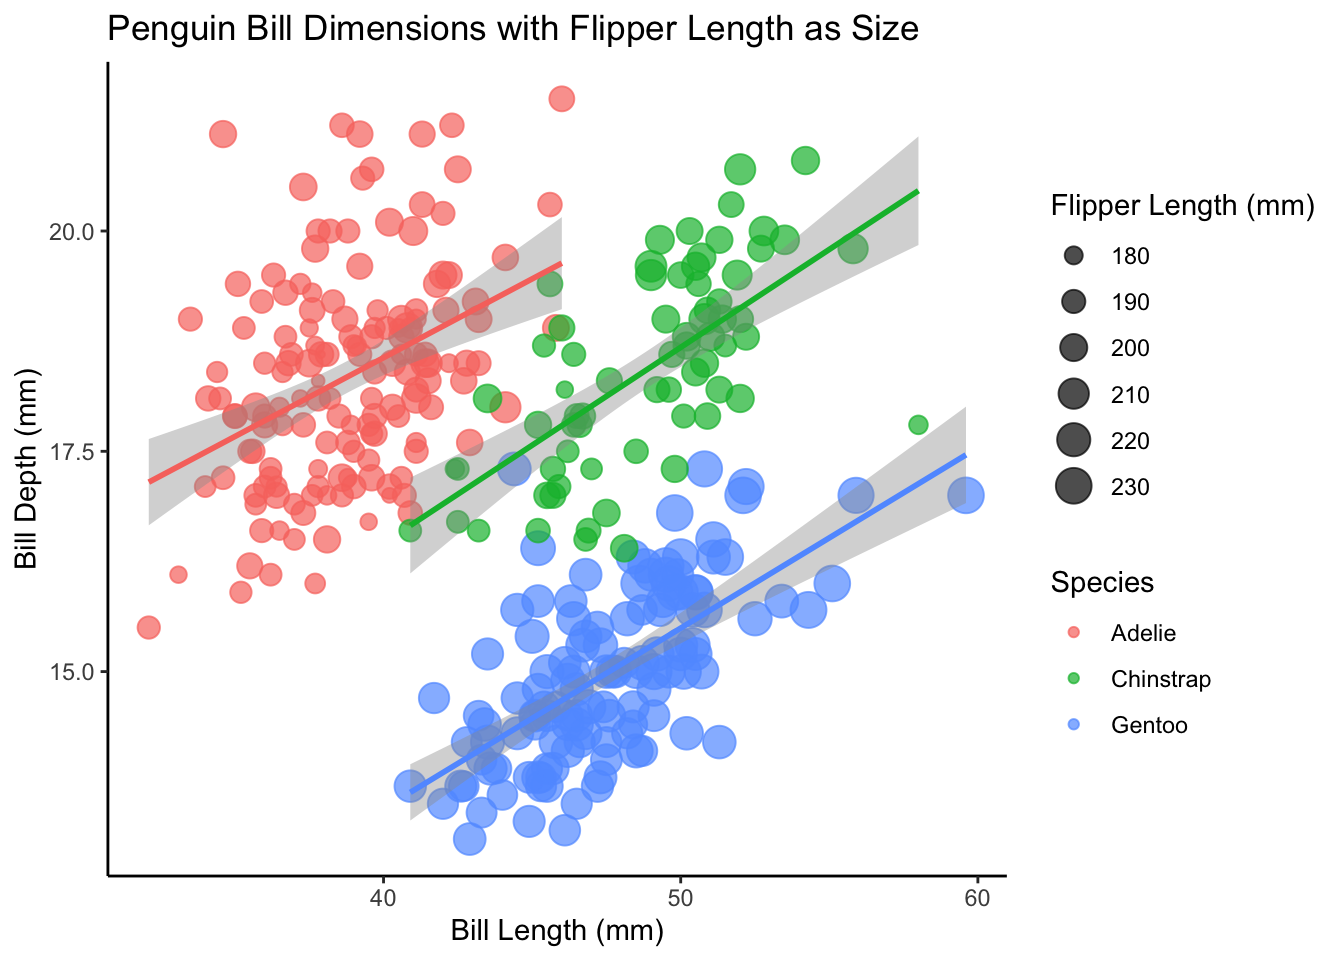 Penguin Bill Dimensions with Flipper Length as Size
Bill Depth (mm)
20.0
17.5
15.0
40
50
60
Bill Length (mm)
Flipper Length (mm)
180
190
200
210
220
230
Species
Adelie
Chinstrap
Gentoo